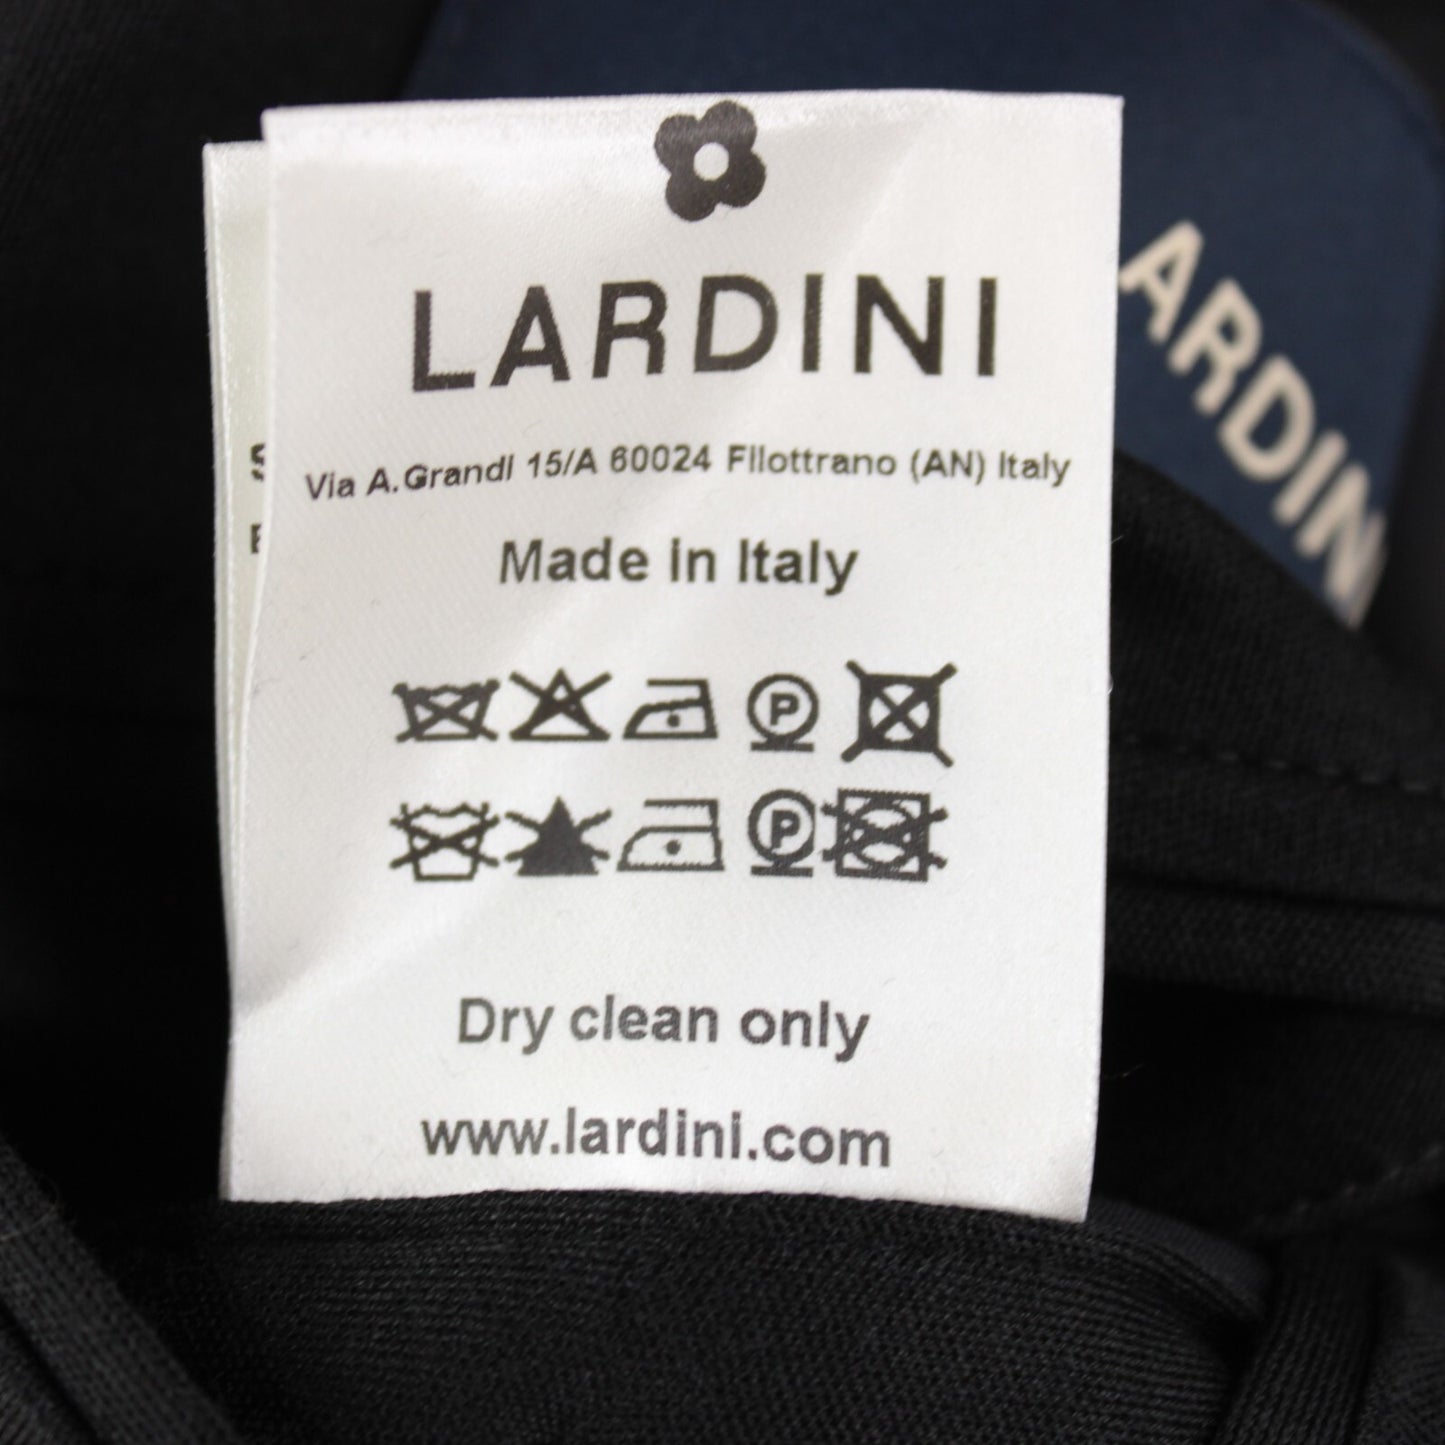 LARDINI
Via A.Grandi 15/A 60024 Filottrano (AN) Italy
Made in Italy
P
P
Dry clean only
www.lardini.com
ARDINI